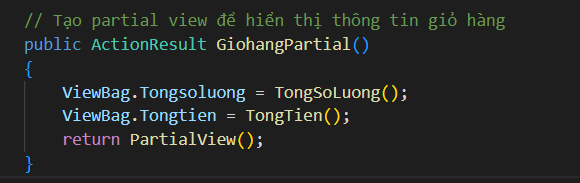 // Tạo partial view để hiển thị thông tin giỏ hàng
public ActionResult GiohangPartial()
{
    ViewBag.Tongsoluong = TongSoLuong();
    ViewBag.Tongtien = TongTien();
    return PartialView();
}